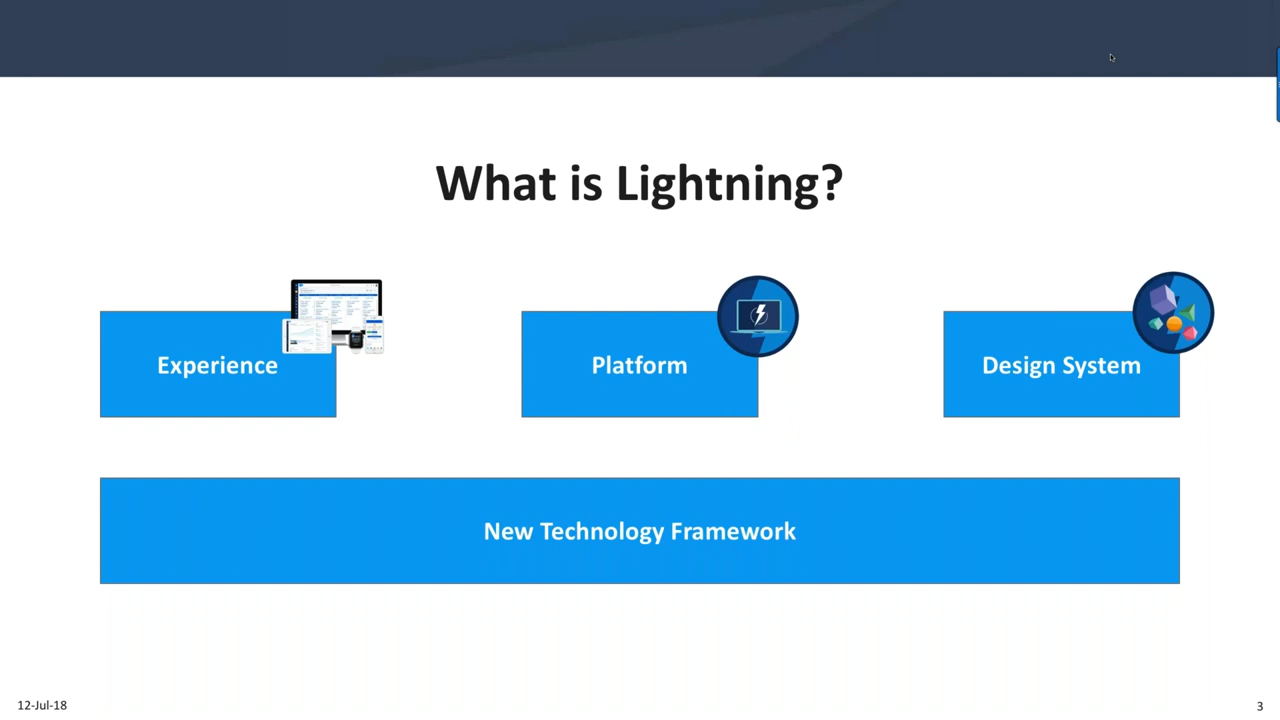 What is Lightning?
Experience
Platform
Design System
New Technology Framework
12-Jul-18
3